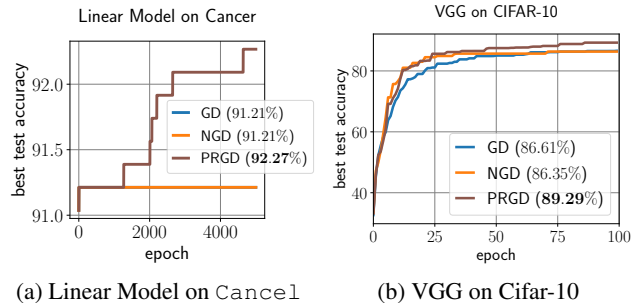 Linear Model on Cancer
best test accuracy
92.0
91.5
91.0
0
2000
4000
epoch
GD (91.21%)
NGD (91.21%)
PRGD (92.27%)
(a) Linear Model on Cancel
VGG on CIFAR-10
best test accuracy
80
60
40
0
25
50
75
100
epoch
GD (86.61%)
NGD (86.35%)
PRGD (89.29%)
(b) VGG on Cifar-10